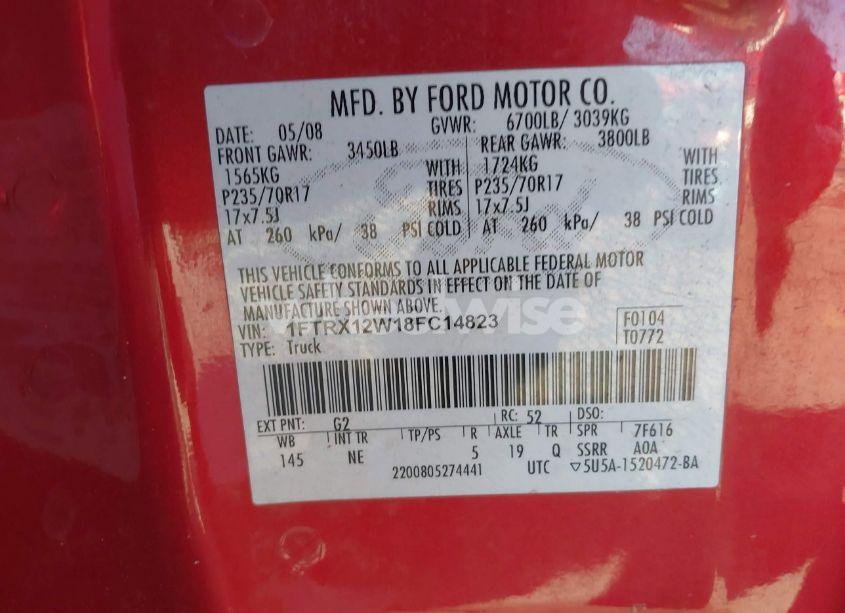 MFD. BY FORD MOTOR CO.
DATE: 05/08 GVWR: 6700LB/ 3039KG
FRONT GAWR: 3450LB REAR GAWR: 3800LB
1565KG WITH 1724KG WITH
P235/70R17 TIRES P235/70R17 TIRES
17x7.5J RIMS 17x7.5J RIMS
AT 260 kPa/ 38 PSI COLD AT 260 kPa/ 38 PSI COLD
THIS VEHICLE CONFORMS TO ALL APPLICABLE FEDERAL MOTOR
VEHICLE SAFETY STANDARDS IN EFFECT ON THE DATE OF
MANUFACTURE SHOWN ABOVE.
VIN: 1FTRX12W18FC14823 F0104
TYPE: Truck T0772
EXT PNT: G2 RC: 52 DSO:
WB INT TR TP/PS R AXLE TR SPR 7F616
145 NE 5 19 Q SSRR A0A
2200805274441 UTC ▽5U5A-1520472-BA